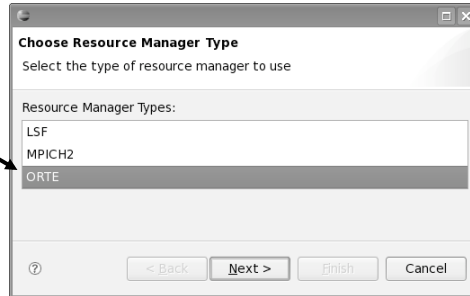 Choose Resource Manager Type
Select the type of resource manager to use
Resource Manager Types:
LSF
MPICH2
ORTE
< Back Next > Finish Cancel